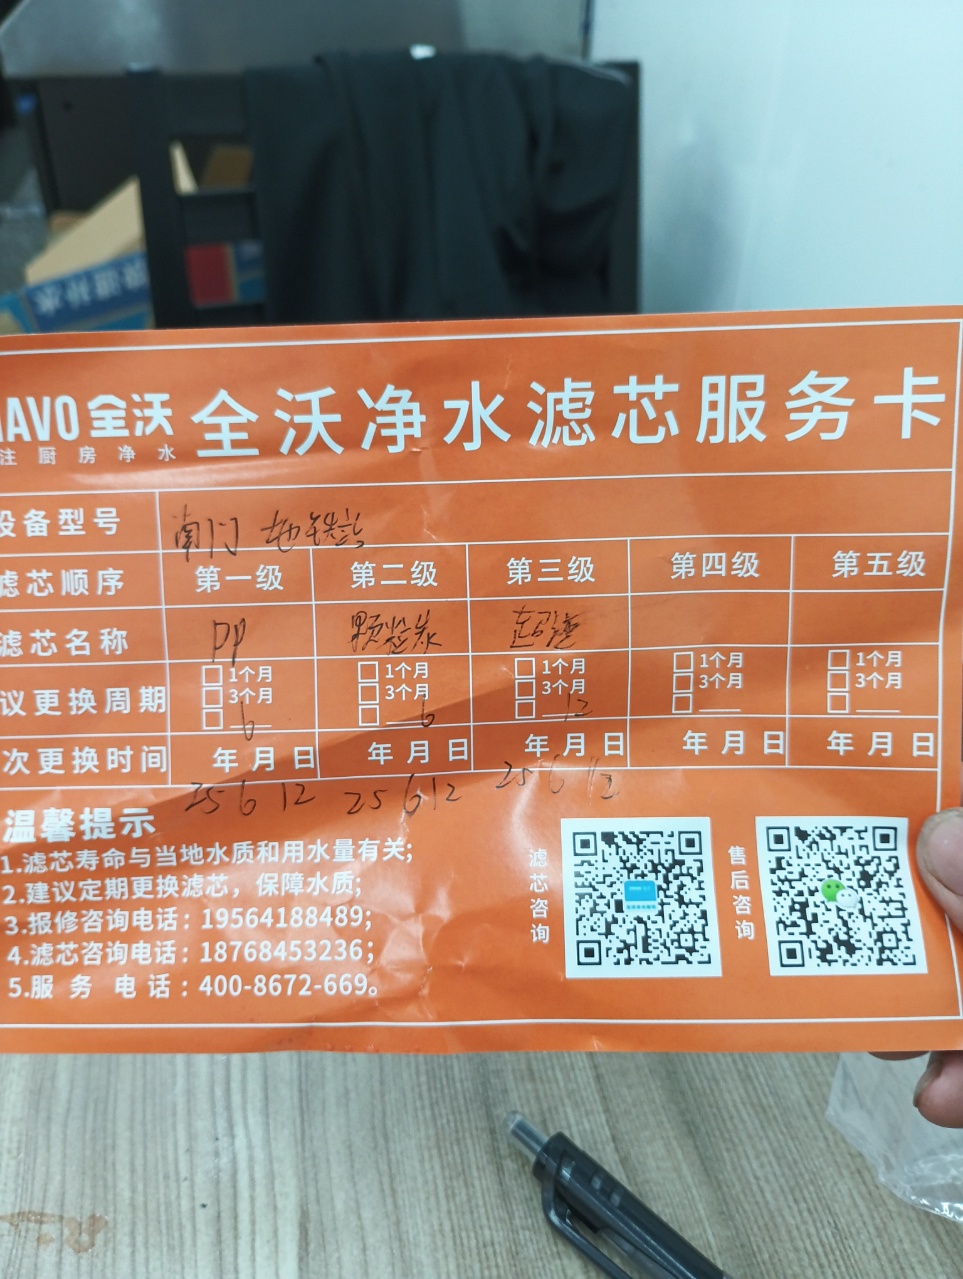 AVO 全沃 全沃净水滤芯服务卡
注厨房净水
设备型号 南门 地铁站
滤芯顺序 第一级 第二级 第三级 第四级 第五级
滤芯名称 PP 颗粒炭 超滤
议更换周期 1个月 1个月 1个月 1个月 1个月
3个月 3个月 3个月 3个月 3个月
6 6 12
次更换时间 年月日 年月日 年月日 年月日 年月日
25 6 12 25 6 12 25 6 12
温馨提示
1.滤芯寿命与当地水质和用水量有关;
2.建议定期更换滤芯，保障水质;
3.报修咨询电话：19564188489;
4.滤芯咨询电话：18768453236;
5.服务电话：400-8672-669。
滤芯咨询
售后咨询